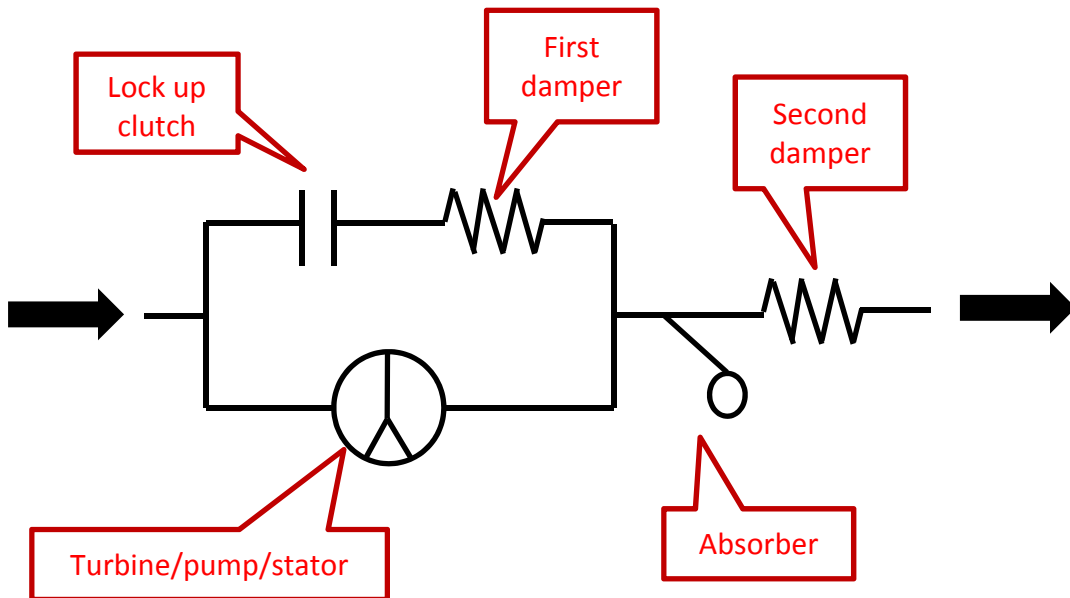 Lock up
clutch
First
damper
Second
damper
Turbine/pump/stator
Absorber